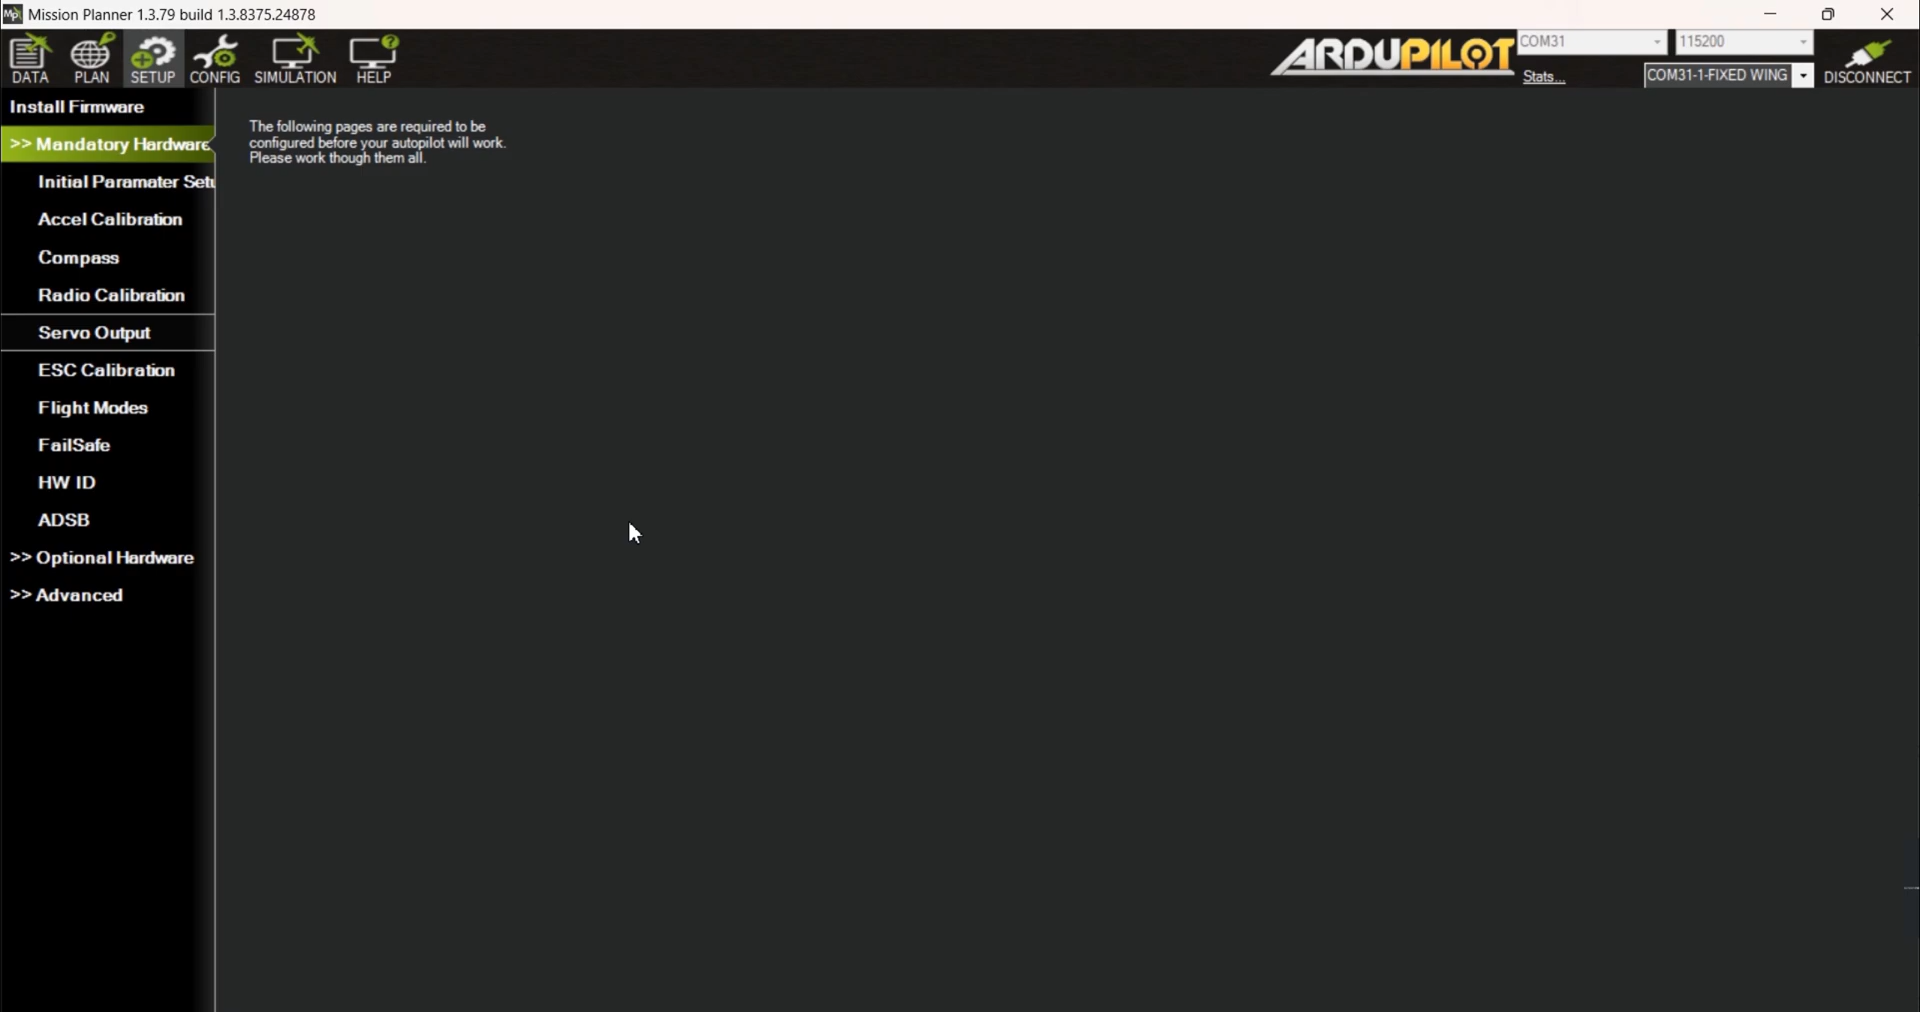 Mission Planner 1.3.79 build 1.3.8375.24878
DATA
PLAN
SETUP
CONFIG
SIMULATION
HELP
ARDUPILOT
COM31
115200
Stats...
COM31-1-FIXED WING
DISCONNECT
Install Firmware
>> Mandatory Hardware
Initial Paramater Setu
Accel Calibration
Compass
Radio Calibration
Servo Output
ESC Calibration
Flight Modes
FailSafe
HW ID
ADSB
>> Optional Hardware
>> Advanced
The following pages are required to be
configured before your autopilot will work.
Please work though them all.